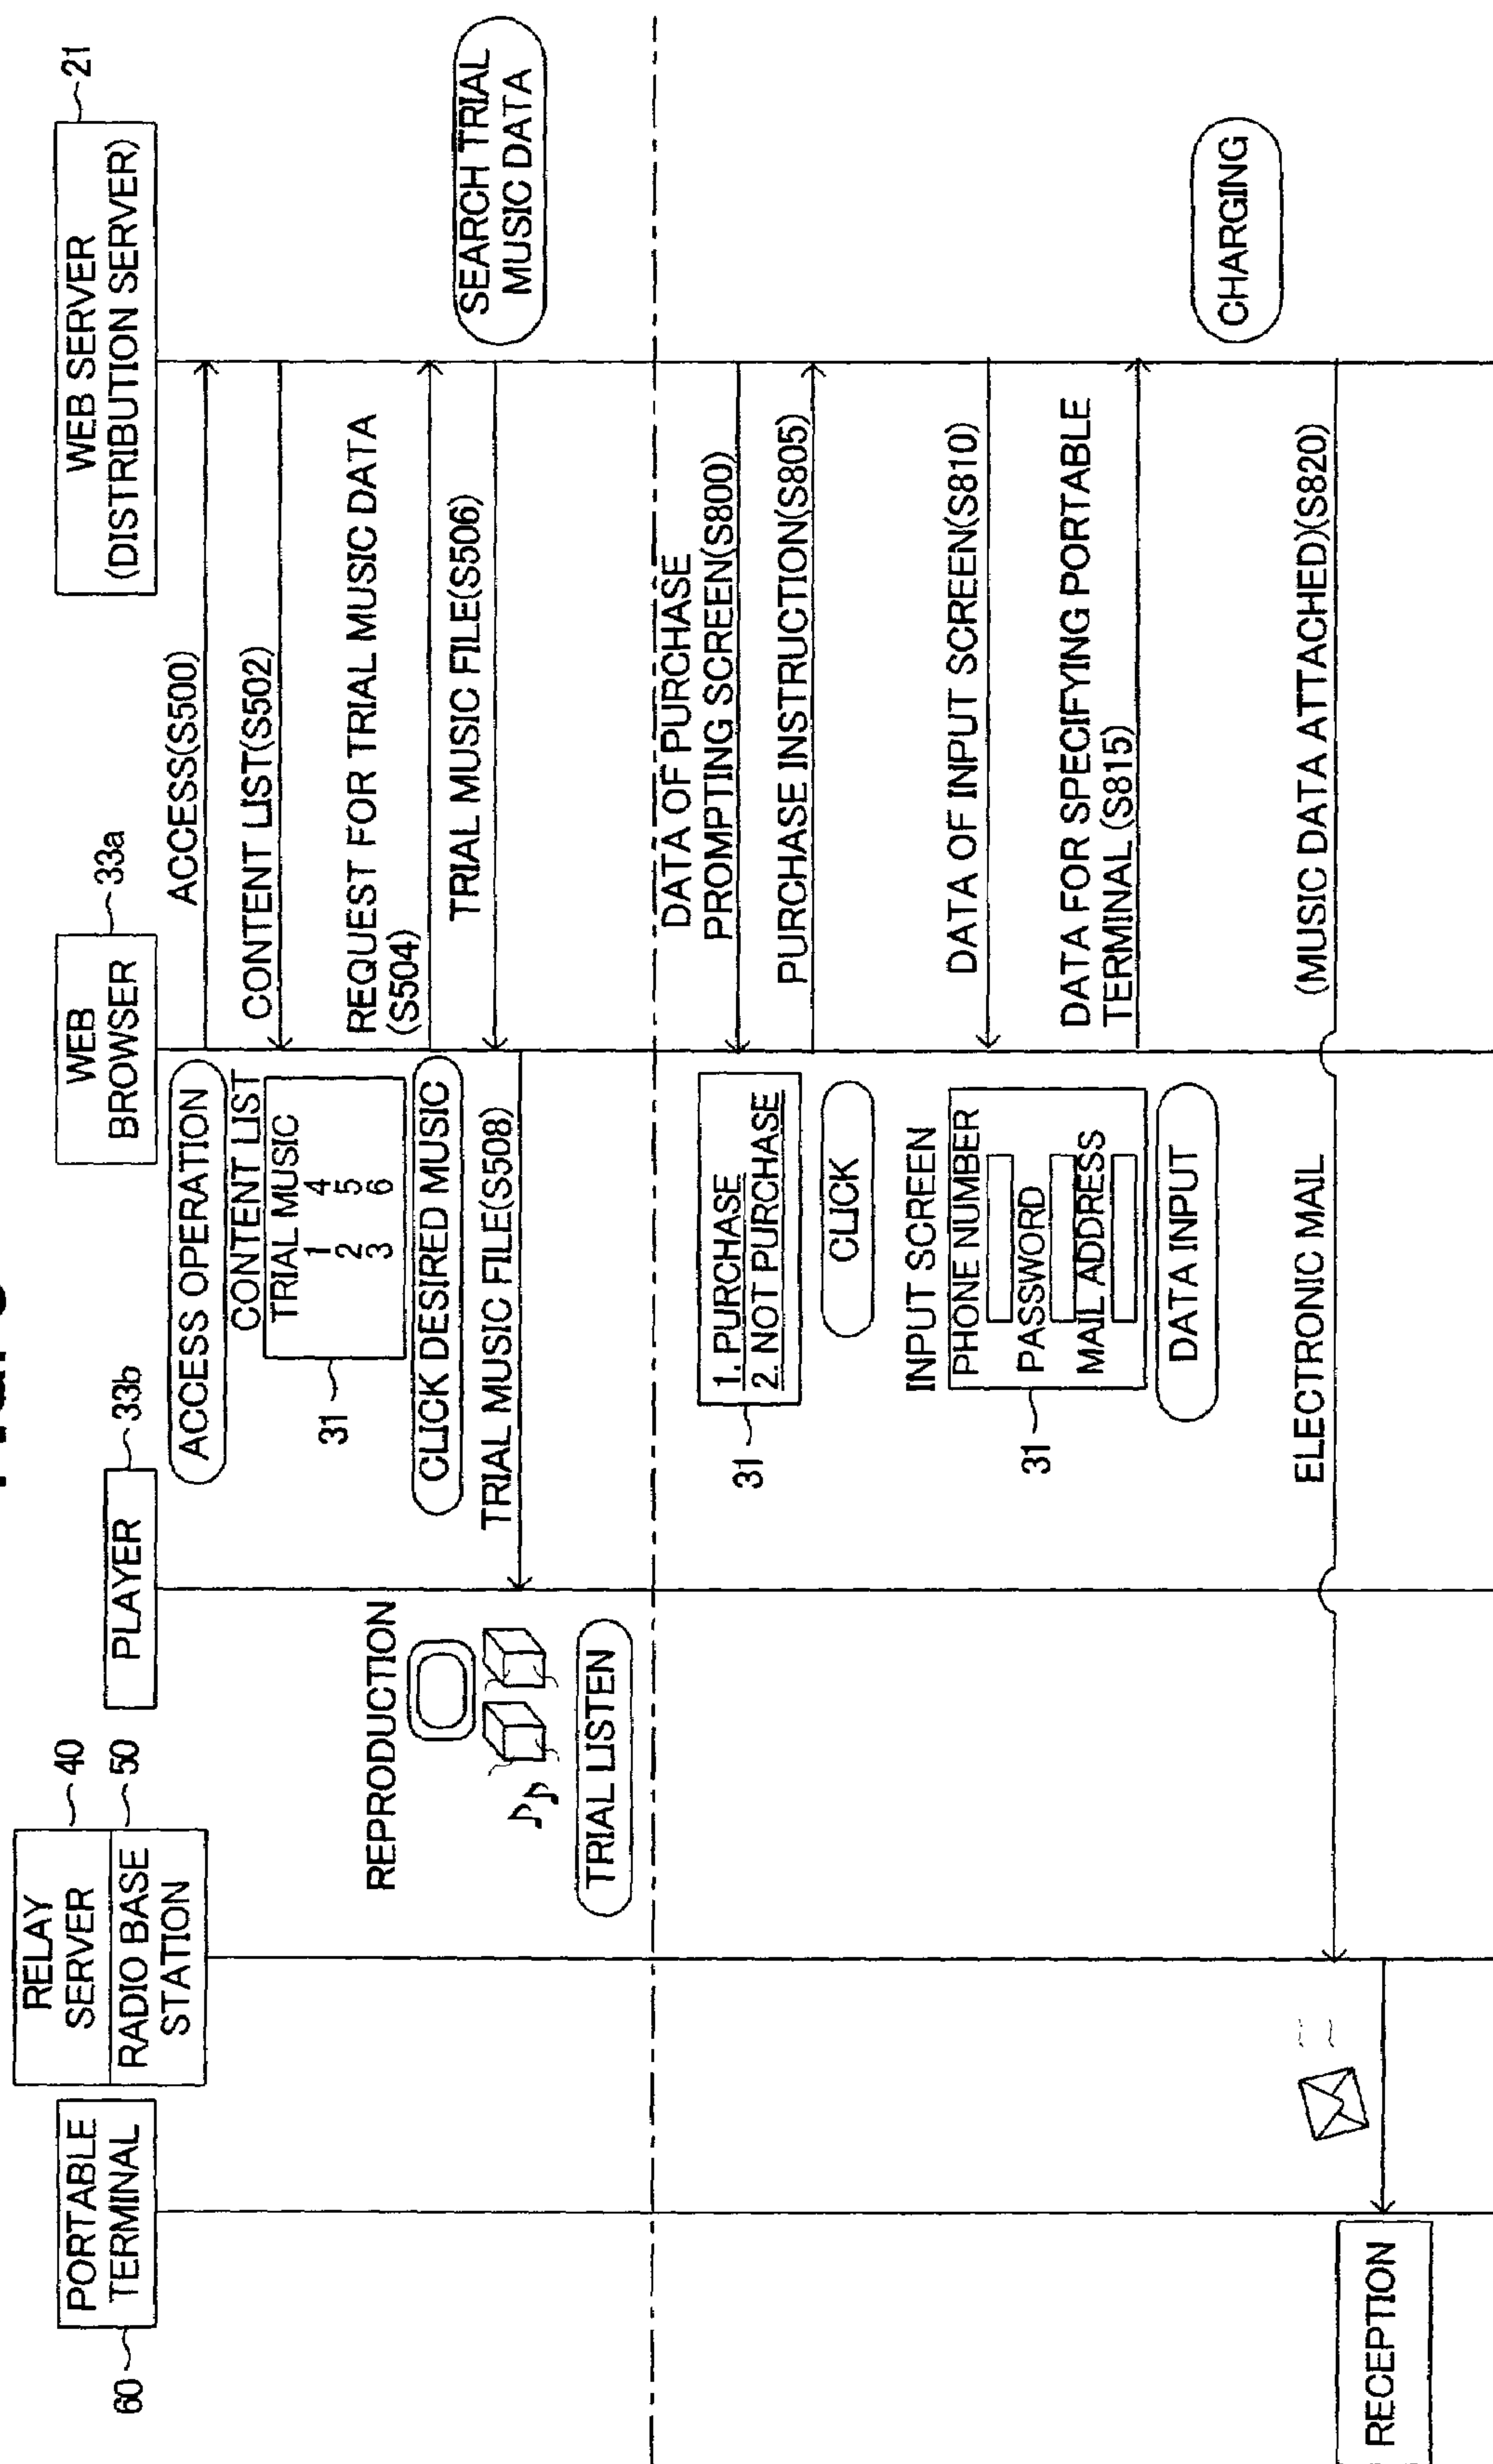 PORTABLE
TERMINAL
60
RELAY
SERVER
40
RADIO BASE
STATION
50
PLAYER
33b
WEB
BROWSER
33a
WEB SERVER
(DISTRIBUTION SERVER)
21
ACCESS OPERATION
ACCESS(S500)
CONTENT LIST(S502)
CONTENT LIST
TRIAL MUSIC
1 4
2 5
3 6
31
REQUEST FOR TRIAL MUSIC DATA
(S504)
CLICK DESIRED MUSIC
SEARCH TRIAL
MUSIC DATA
TRIAL MUSIC FILE(S506)
TRIAL MUSIC FILE(S508)
REPRODUCTION
TRIAL LISTEN
DATA OF PURCHASE
PROMPTING SCREEN(S800)
1. PURCHASE
2. NOT PURCHASE
31
PURCHASE INSTRUCTION(S805)
CLICK
DATA OF INPUT SCREEN(S810)
INPUT SCREEN
PHONE NUMBER
PASSWORD
MAIL ADDRESS
31
DATA FOR SPECIFYING PORTABLE
TERMINAL(S815)
DATA INPUT
CHARGING
ELECTRONIC MAIL
(MUSIC DATA ATTACHED)(S820)
RECEPTION